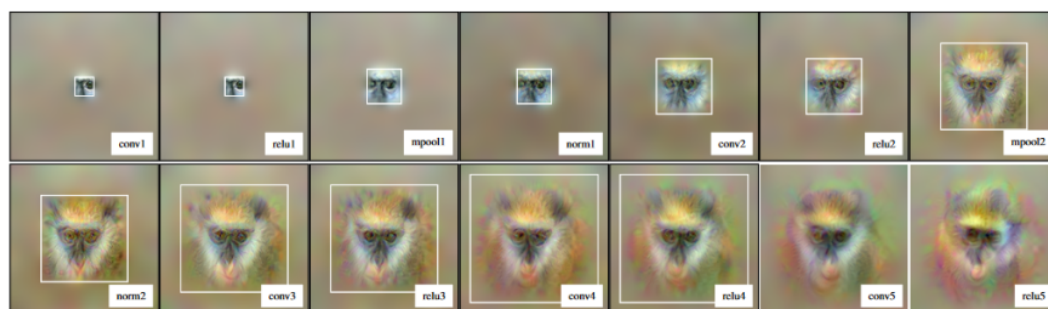 conv1 relu1 mpool1 norm1 conv2 relu2 mpool2
norm2 conv3 relu3 conv4 relu4 conv5 relu5